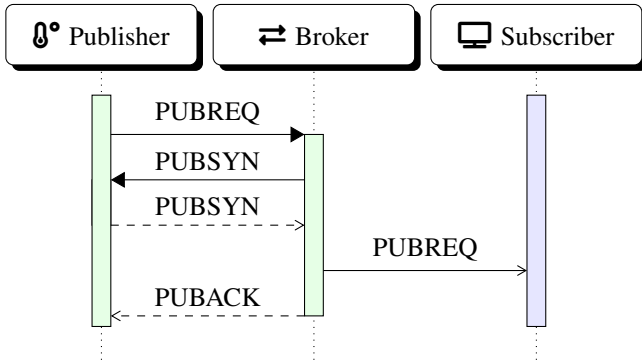 Publisher
Broker
Subscriber
PUBREQ
PUBSYN
PUBSYN
PUBREQ
PUBACK